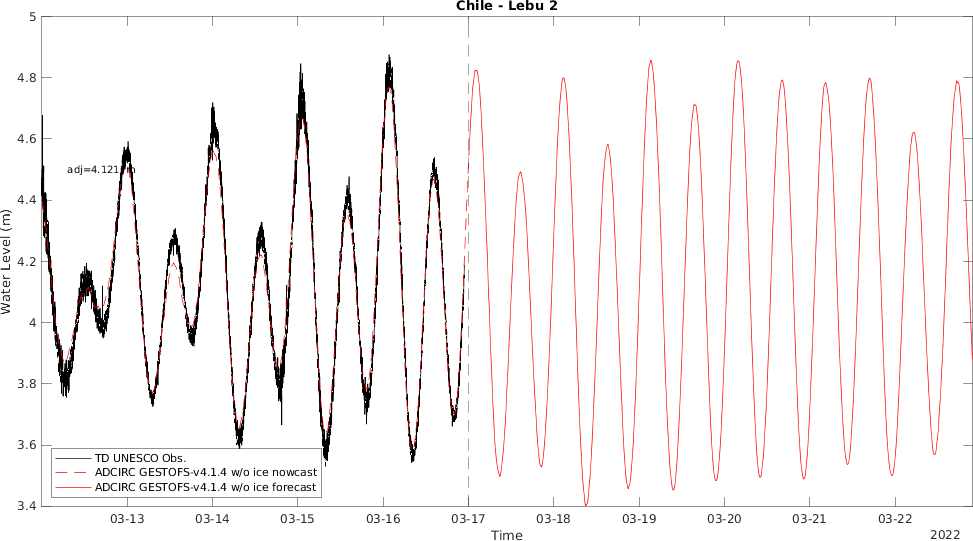 Chile - Lebu 2
5
4.8
4.6
adj=4.121 m
4.4
4.2
4
3.8
3.6
3.4
Water Level (m)
TD UNESCO Obs.
ADCIRC GESTOFS-v4.1.4 w/o ice nowcast
ADCIRC GESTOFS-v4.1.4 w/o ice forecast
03-13 03-14 03-15 03-16 03-17 03-18 03-19 03-20 03-21 03-22
Time
2022